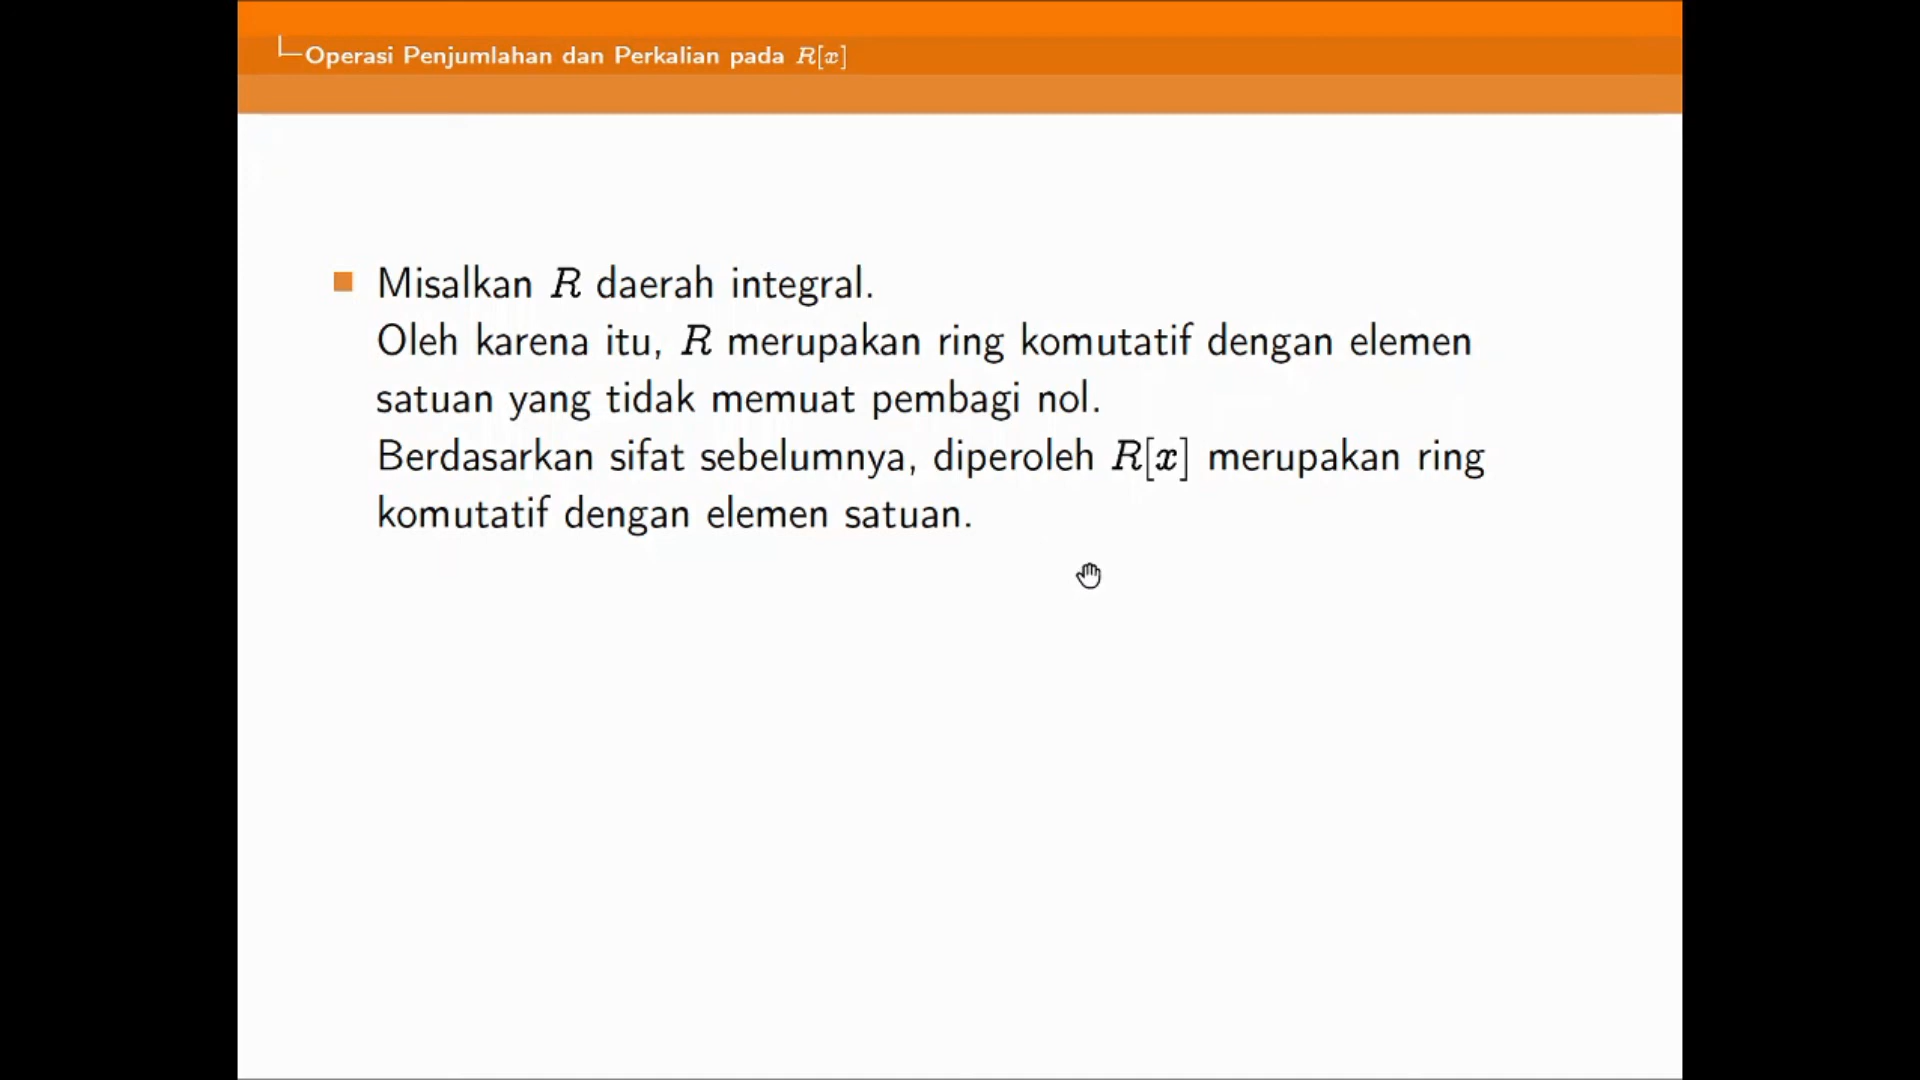 Operasi Penjumlahan dan Perkalian pada R[x]
Misalkan R daerah integral.
Oleh karena itu, R merupakan ring komutatif dengan elemen
satuan yang tidak memuat pembagi nol.
Berdasarkan sifat sebelumnya, diperoleh R[x] merupakan ring
komutatif dengan elemen satuan.